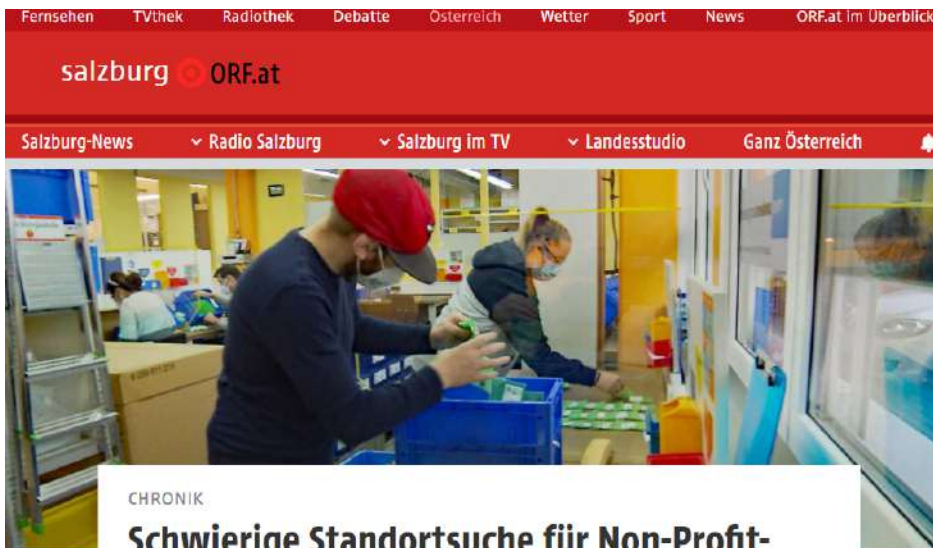 Fernsehen TVthek Radiothek Debatte Österreich Wetter Sport News ORF.at im Überblick
salzburg ORF.at
Salzburg-News Radio Salzburg Salzburg im TV Landesstudio Ganz Österreich
CHRONIK
Schwierige Standortsuche für Non-Profit-